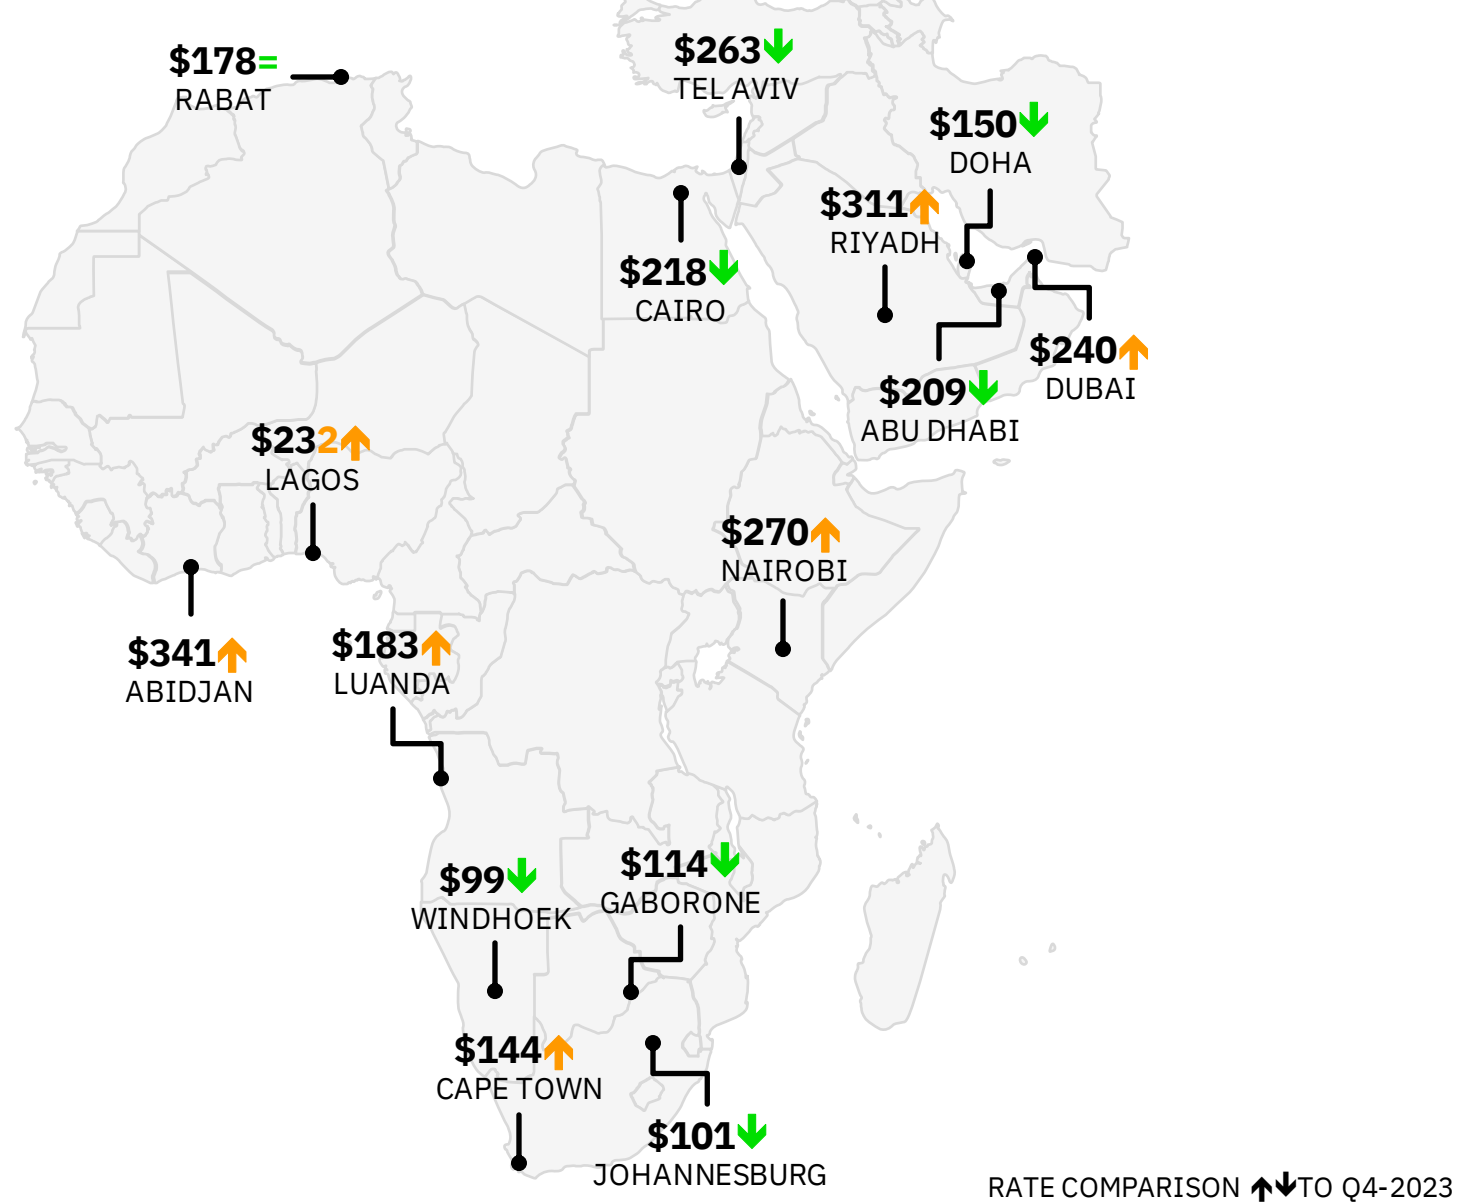 $178=
RABAT
$263↓
TEL AVIV
$150↓
DOHA
$311↑
RIYADH
$218↓
CAIRO
$240↑
DUBAI
$209↓
ABU DHABI
$232↑
LAGOS
$270↑
NAIROBI
$341↑
ABIDJAN
$183↑
LUANDA
$99↓
WINDHOEK
$114↓
GABORONE
$144↑
CAPE TOWN
$101↓
JOHANNESBURG
RATE COMPARISON ↑↓TO Q4-2023